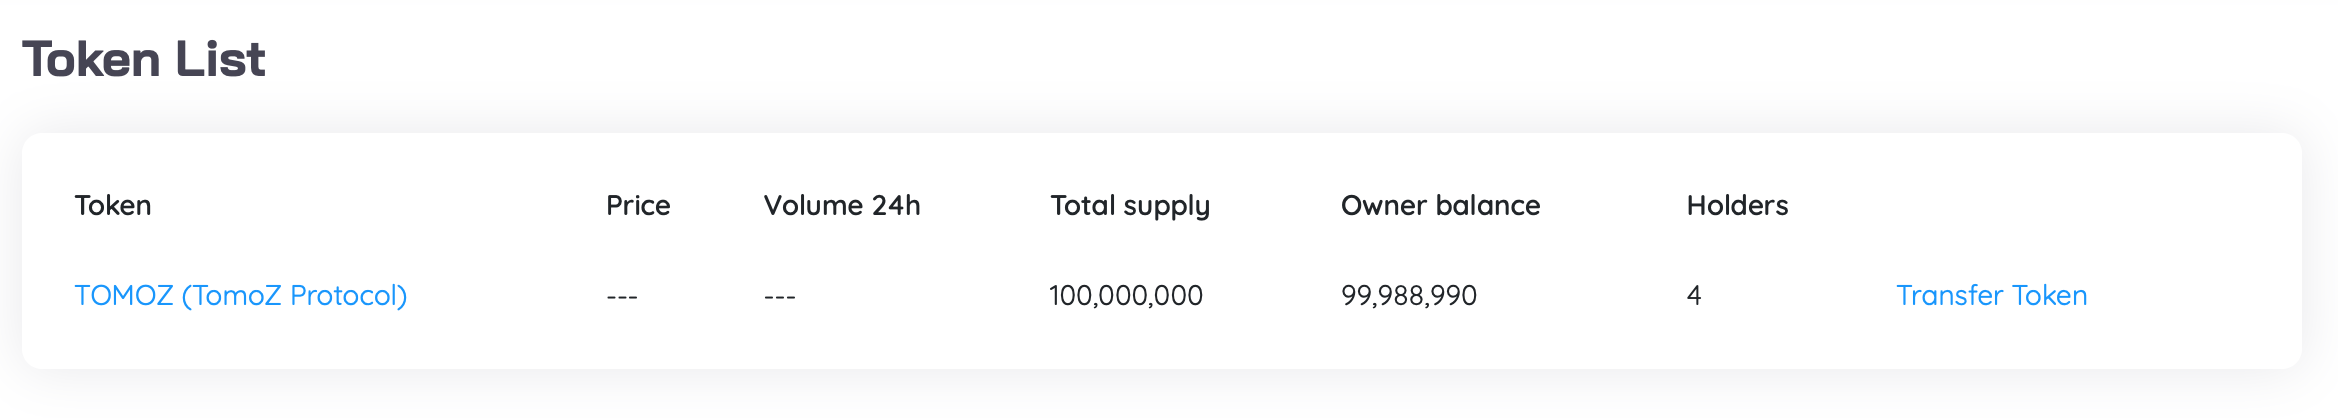 Token List
Token Price Volume 24h Total supply Owner balance Holders
TOMOZ (TomoZ Protocol) --- --- 100,000,000 99,988,990 4 Transfer Token